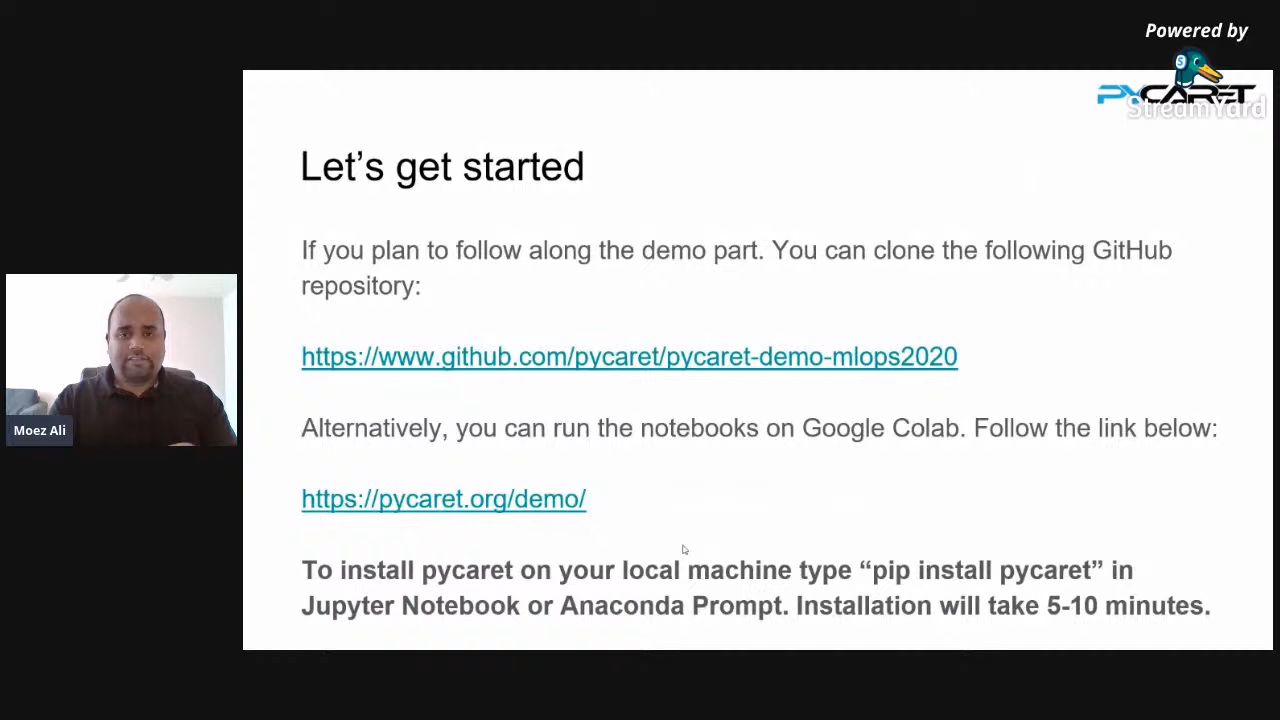 Powered by
S
PYCARET
StreamYard
Let's get started
If you plan to follow along the demo part. You can clone the following GitHub
repository:
https://www.github.com/pycaret/pycaret-demo-mlops2020
Alternatively, you can run the notebooks on Google Colab. Follow the link below:
https://pycaret.org/demo/
To install pycaret on your local machine type “pip install pycaret” in
Jupyter Notebook or Anaconda Prompt. Installation will take 5-10 minutes.
Moez Ali